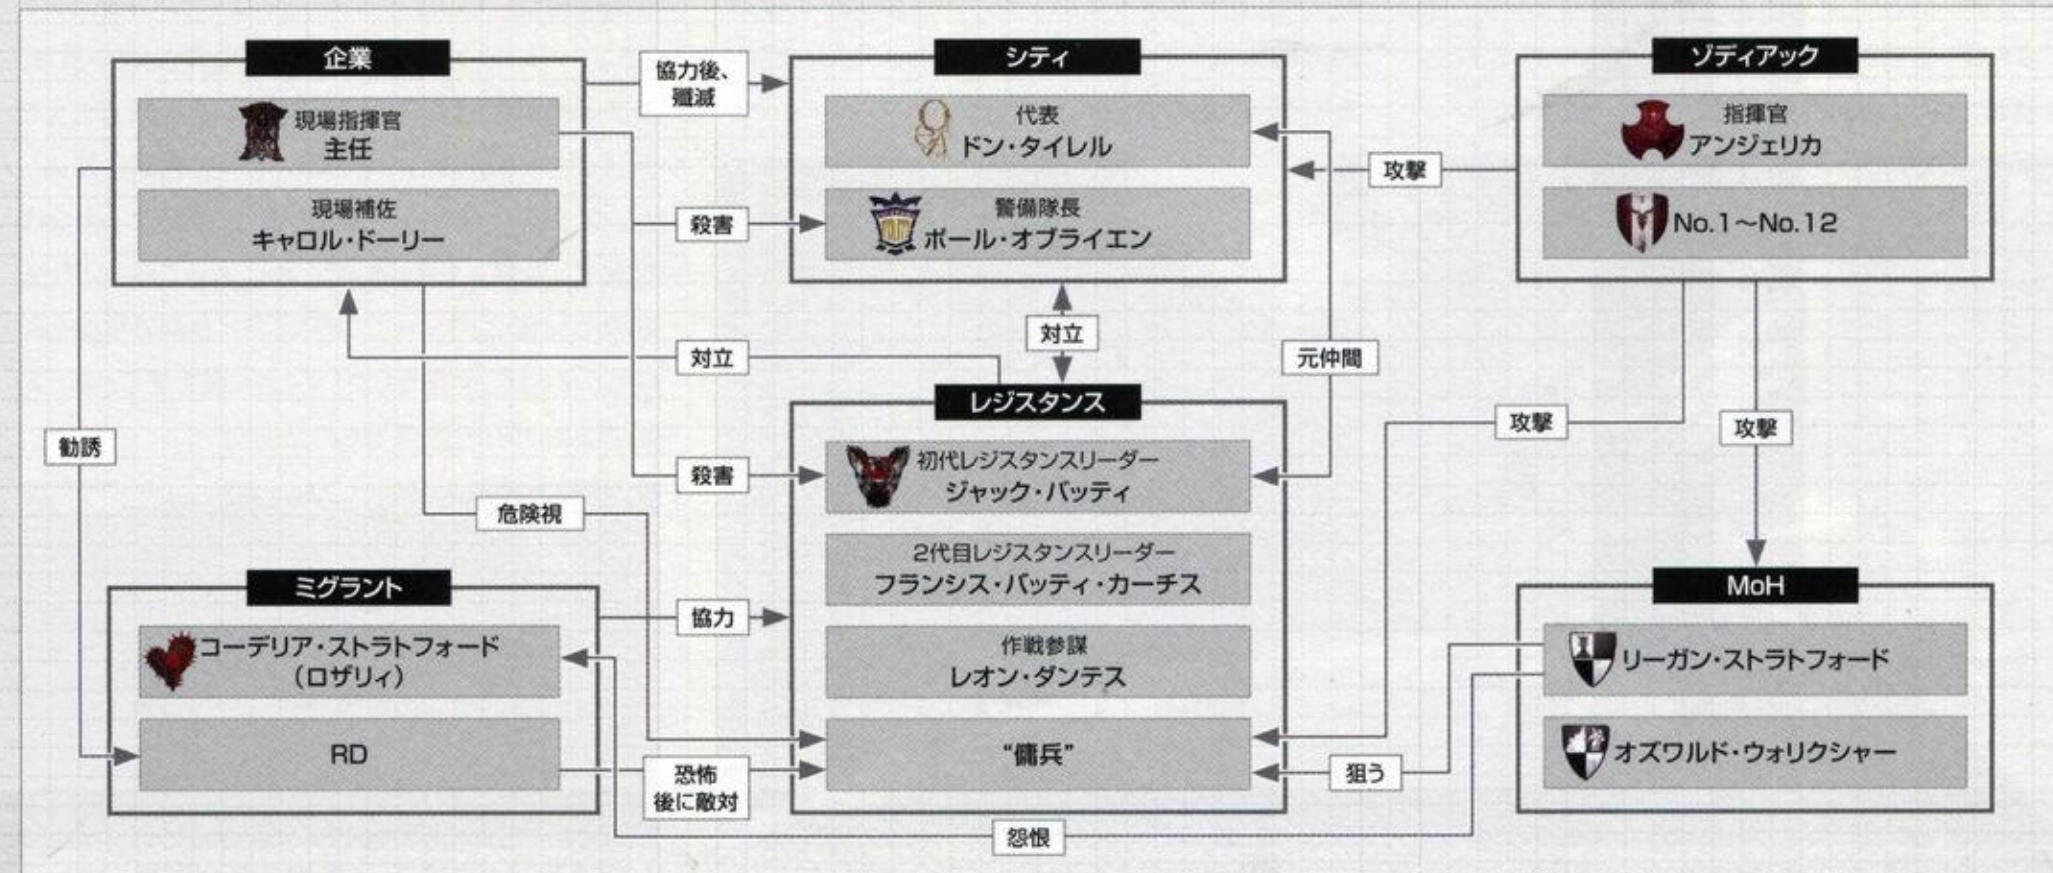 企業
現場指揮官
主任
現場補佐
キャロル・ドーリー
協力後、
殲滅
殺害
シティ
代表
ドン・タイレル
警備隊長
ポール・オブライエン
攻撃
ゾディアック
指揮官
アンジェリカ
No.1～No.12
対立
対立
元仲間
勧誘
危険視
殺害
レジスタンス
初代レジスタンスリーダー
ジャック・バッティ
2代目レジスタンスリーダー
フランシス・バッティ・カーチス
作戦参謀
レオン・ダンテス
“傭兵”
攻撃
攻撃
ミグラント
コーデリア・ストラトフォード
（ロザリィ）
RD
協力
恐怖
後に敵対
狙う
怨恨
MoH
リーガン・ストラトフォード
オズワルド・ウォリクシャー